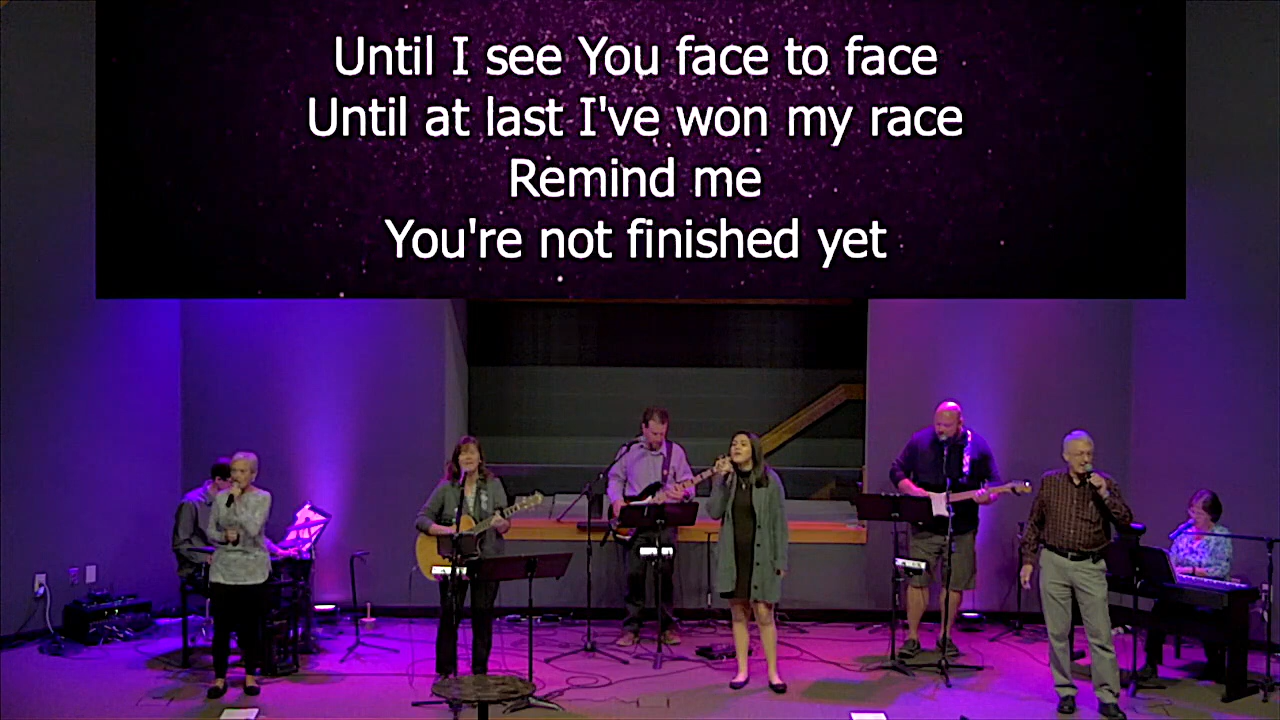 Until I see You face to face
Until at last I've won my race
Remind me
You're not finished yet